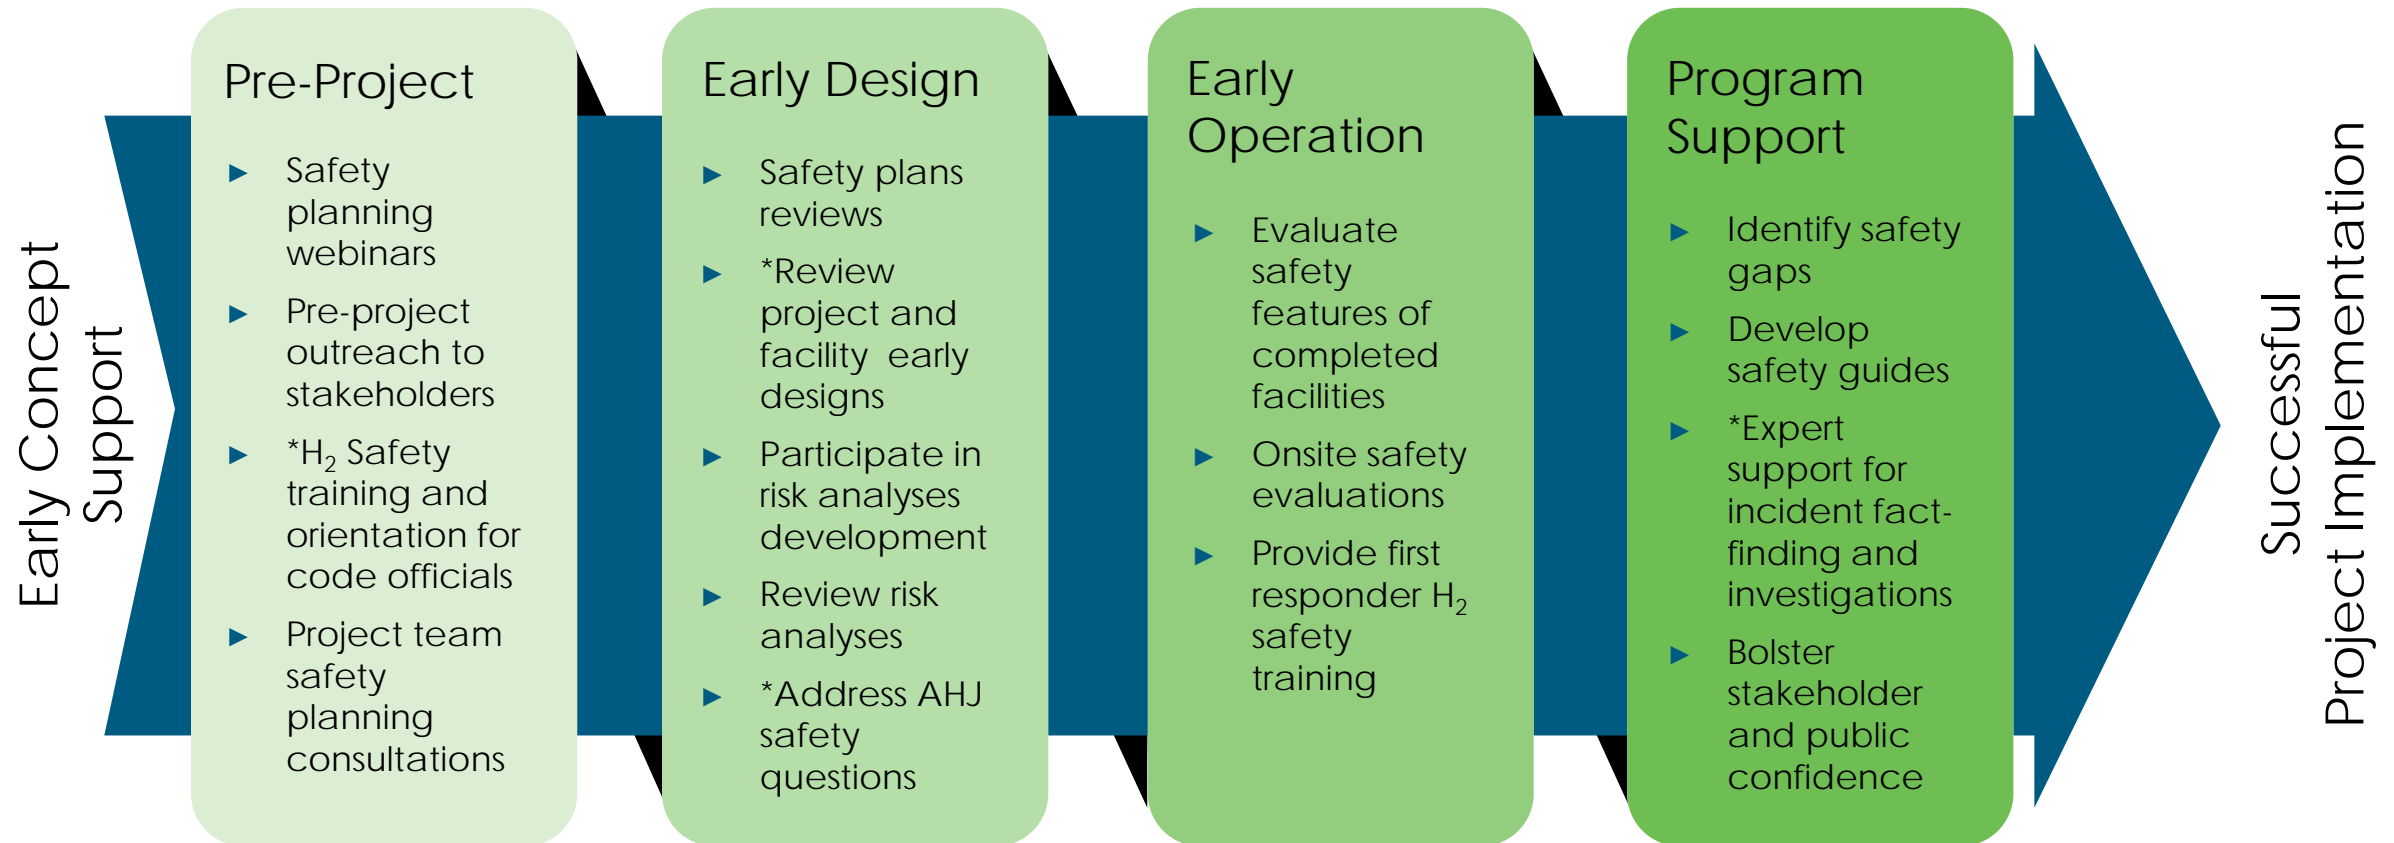 Early Concept
Support
Pre-Project
► Safety
planning
webinars
► Pre-project
outreach to
stakeholders
► *H₂ Safety
training and
orientation for
code officials
► Project team
safety
planning
consultations
Early Design
► Safety plans
reviews
► *Review
project and
facility  early
designs
► Participate in
risk analyses
development
► Review risk
analyses
► *Address AHJ
safety
questions
Early
Operation
► Evaluate
safety
features of
completed
facilities
► Onsite safety
evaluations
► Provide first
responder H₂
safety
training
Program
Support
► Identify safety
gaps
► Develop
safety guides
► *Expert
support for
incident fact-
finding and
investigations
► Bolster
stakeholder
and public
confidence
Successful
Project Implementation